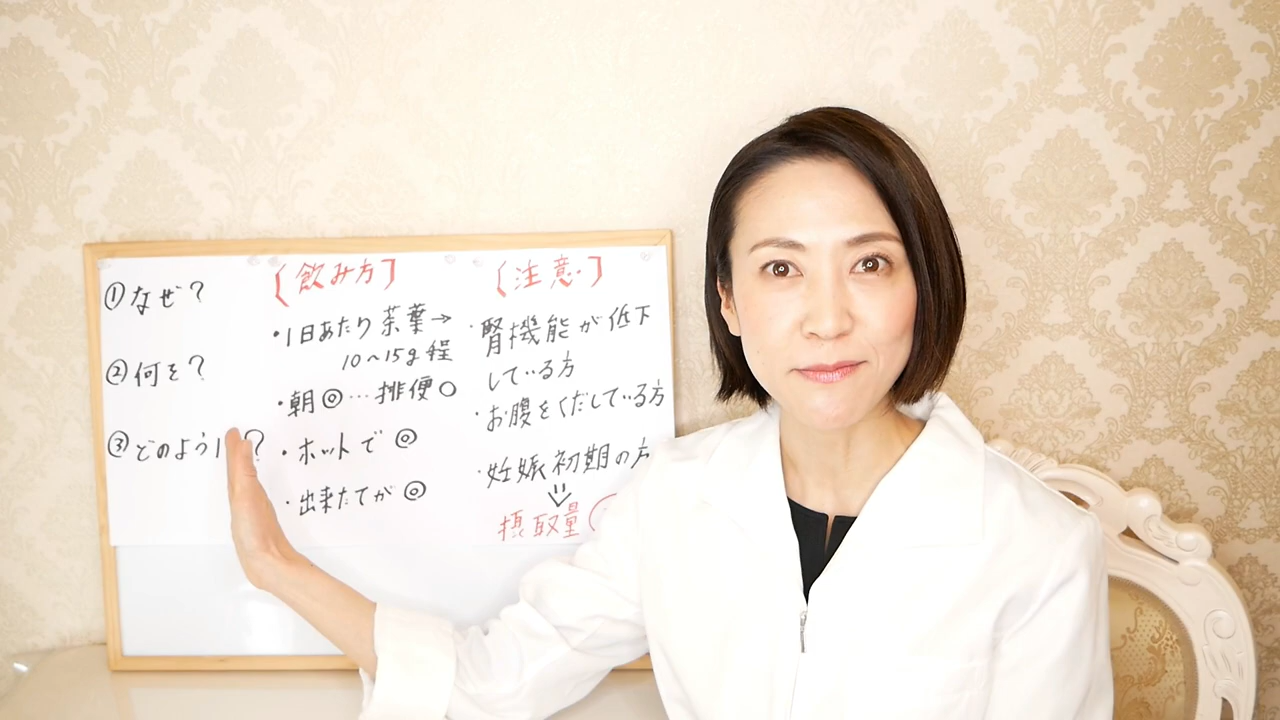 ①なぜ?
②何を?
③どのように?
〔飲み方〕
・1日あたり茶葉→
10〜15g程
・朝◎…排便○
・ホットで◎
・出来たてが◎
〔注意〕
・腎機能が低下
している方
・お腹をくだしている方
・妊娠初期の方
摂取量